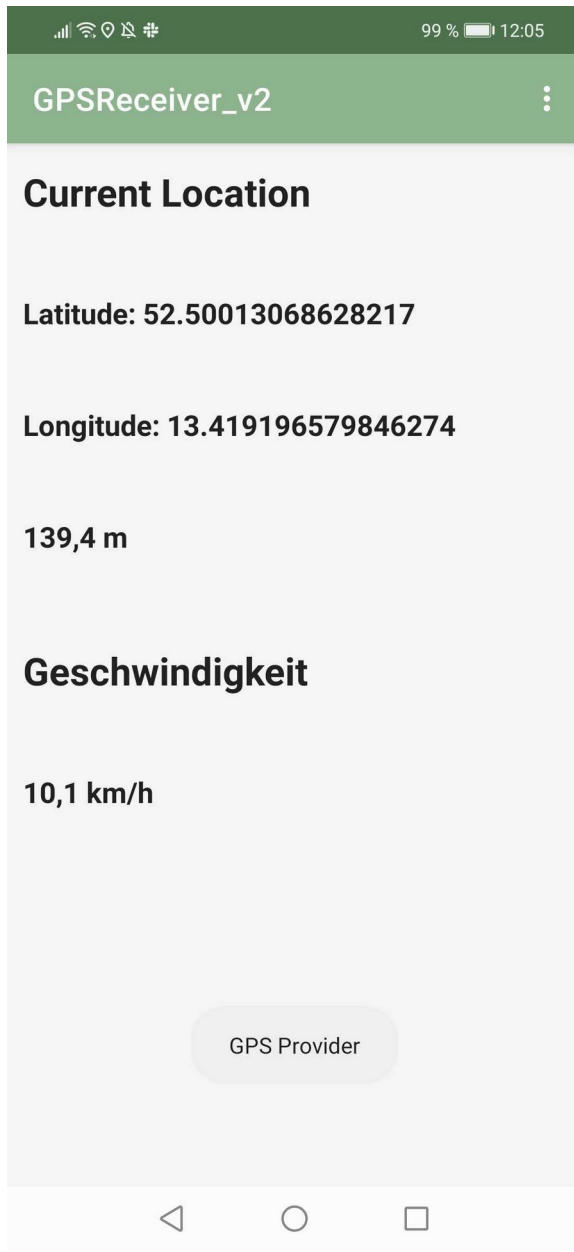 99 % 12:05
GPSReceiver_v2
Current Location
Latitude: 52.50013068628217
Longitude: 13.419196579846274
139,4 m
Geschwindigkeit
10,1 km/h
GPS Provider